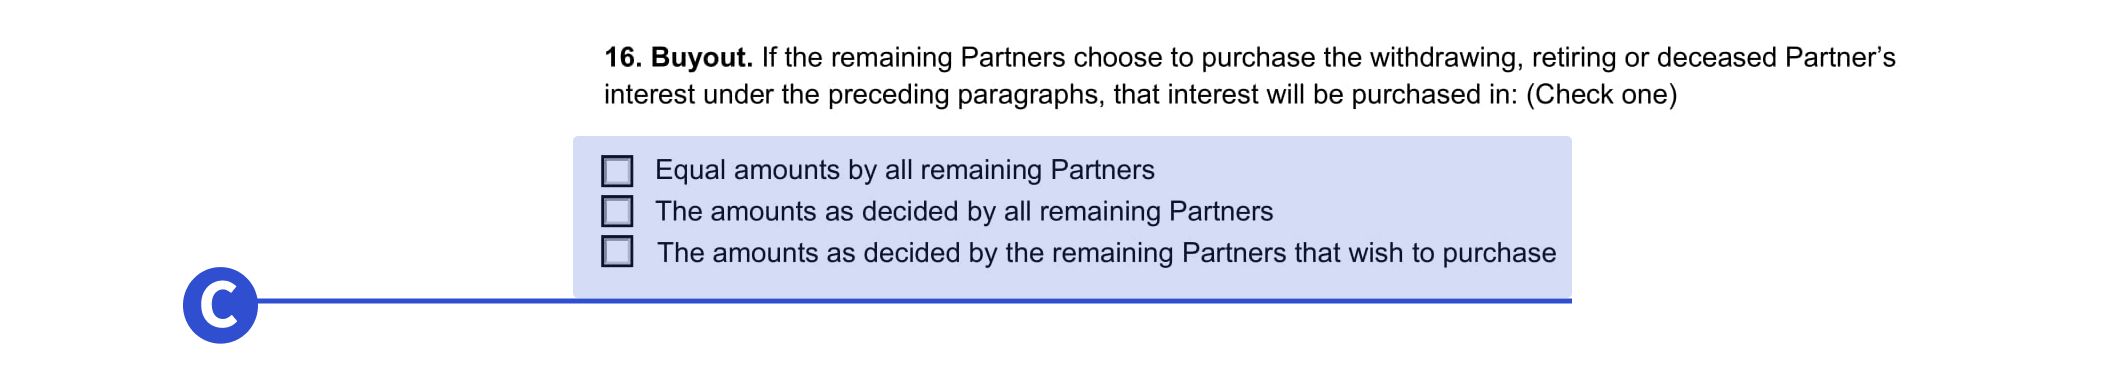 16. Buyout. If the remaining Partners choose to purchase the withdrawing, retiring or deceased Partner’s
interest under the preceding paragraphs, that interest will be purchased in: (Check one)
Equal amounts by all remaining Partners
The amounts as decided by all remaining Partners
The amounts as decided by the remaining Partners that wish to purchase
C